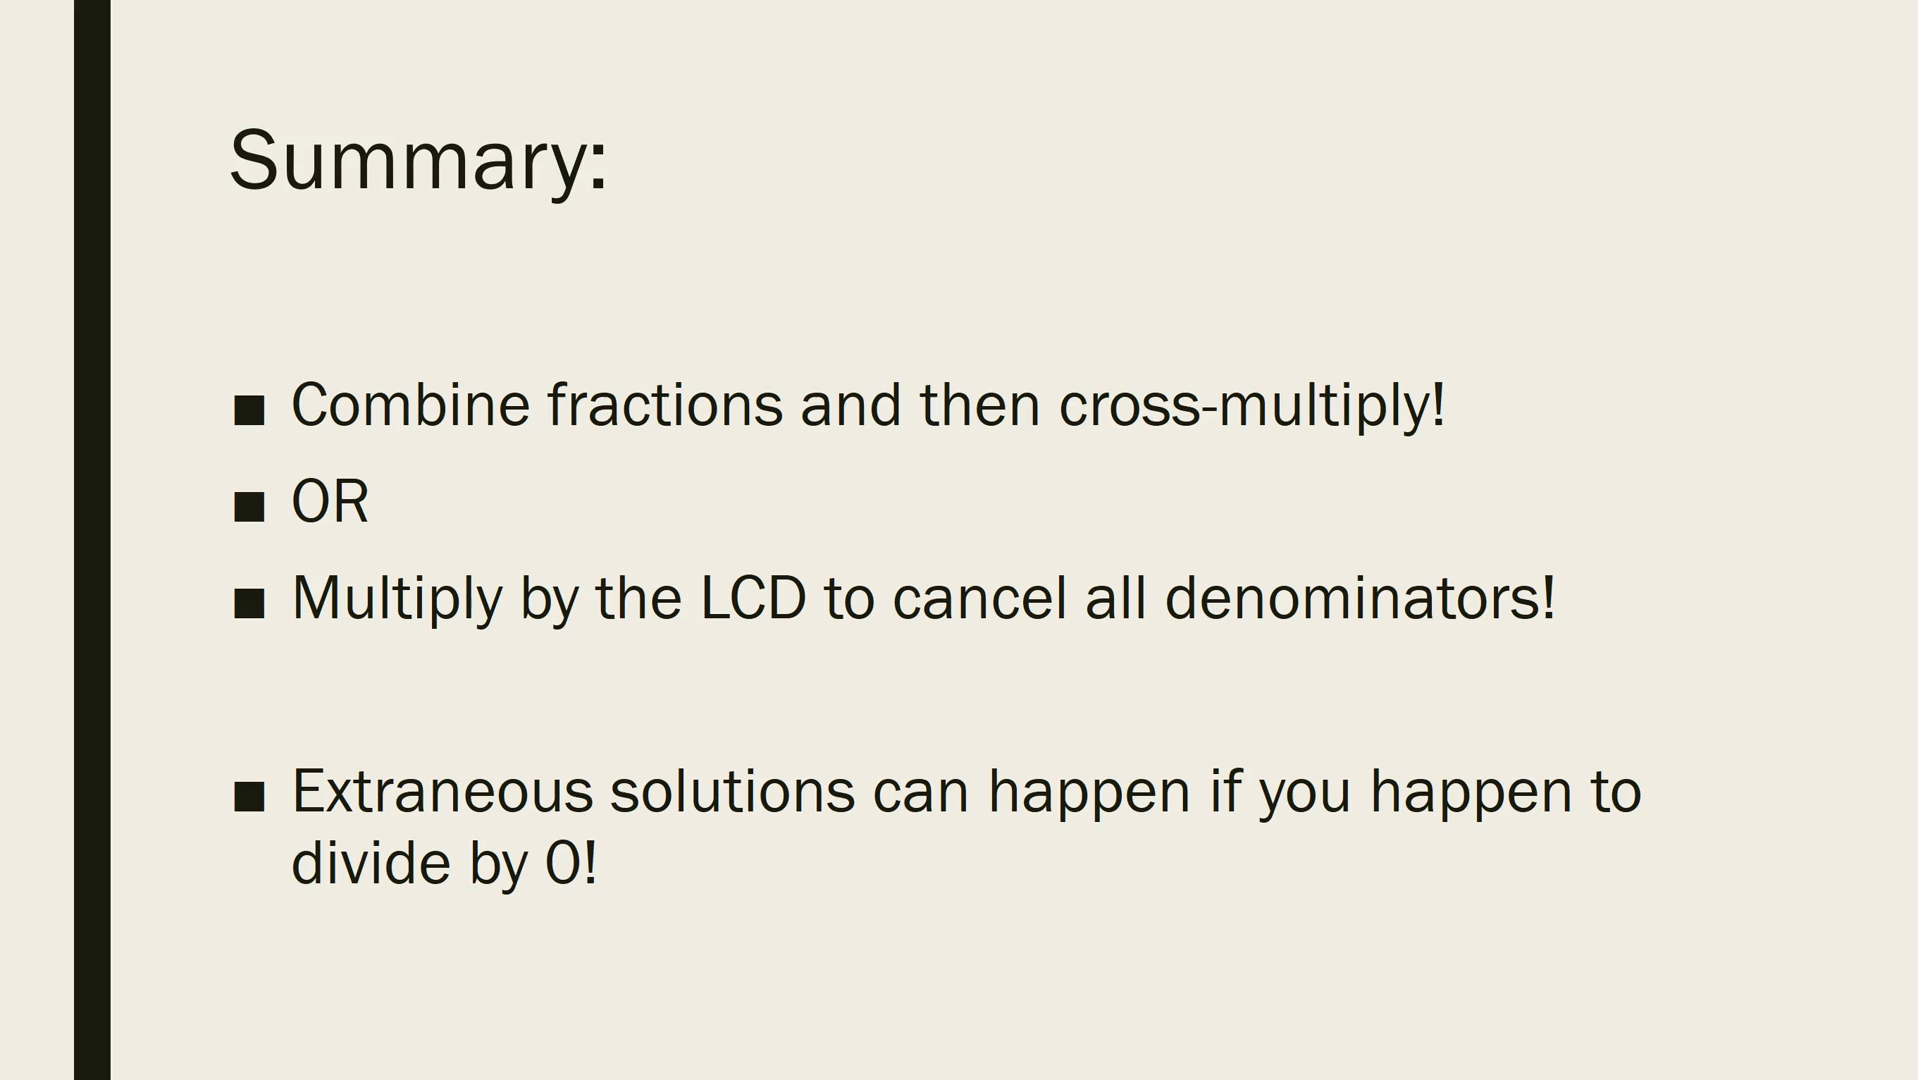 Summary:
■ Combine fractions and then cross-multiply!
■ OR
■ Multiply by the LCD to cancel all denominators!
■ Extraneous solutions can happen if you happen to
divide by 0!